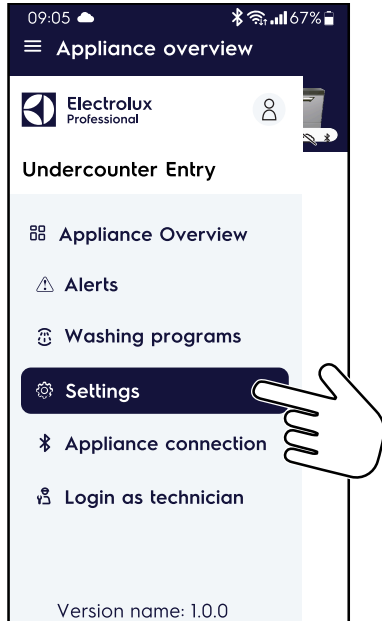 09:05 67%
Appliance overview
Electrolux
Professional
Undercounter Entry
Appliance Overview
Alerts
Washing programs
Settings
Appliance connection
Login as technician
Version name: 1.0.0